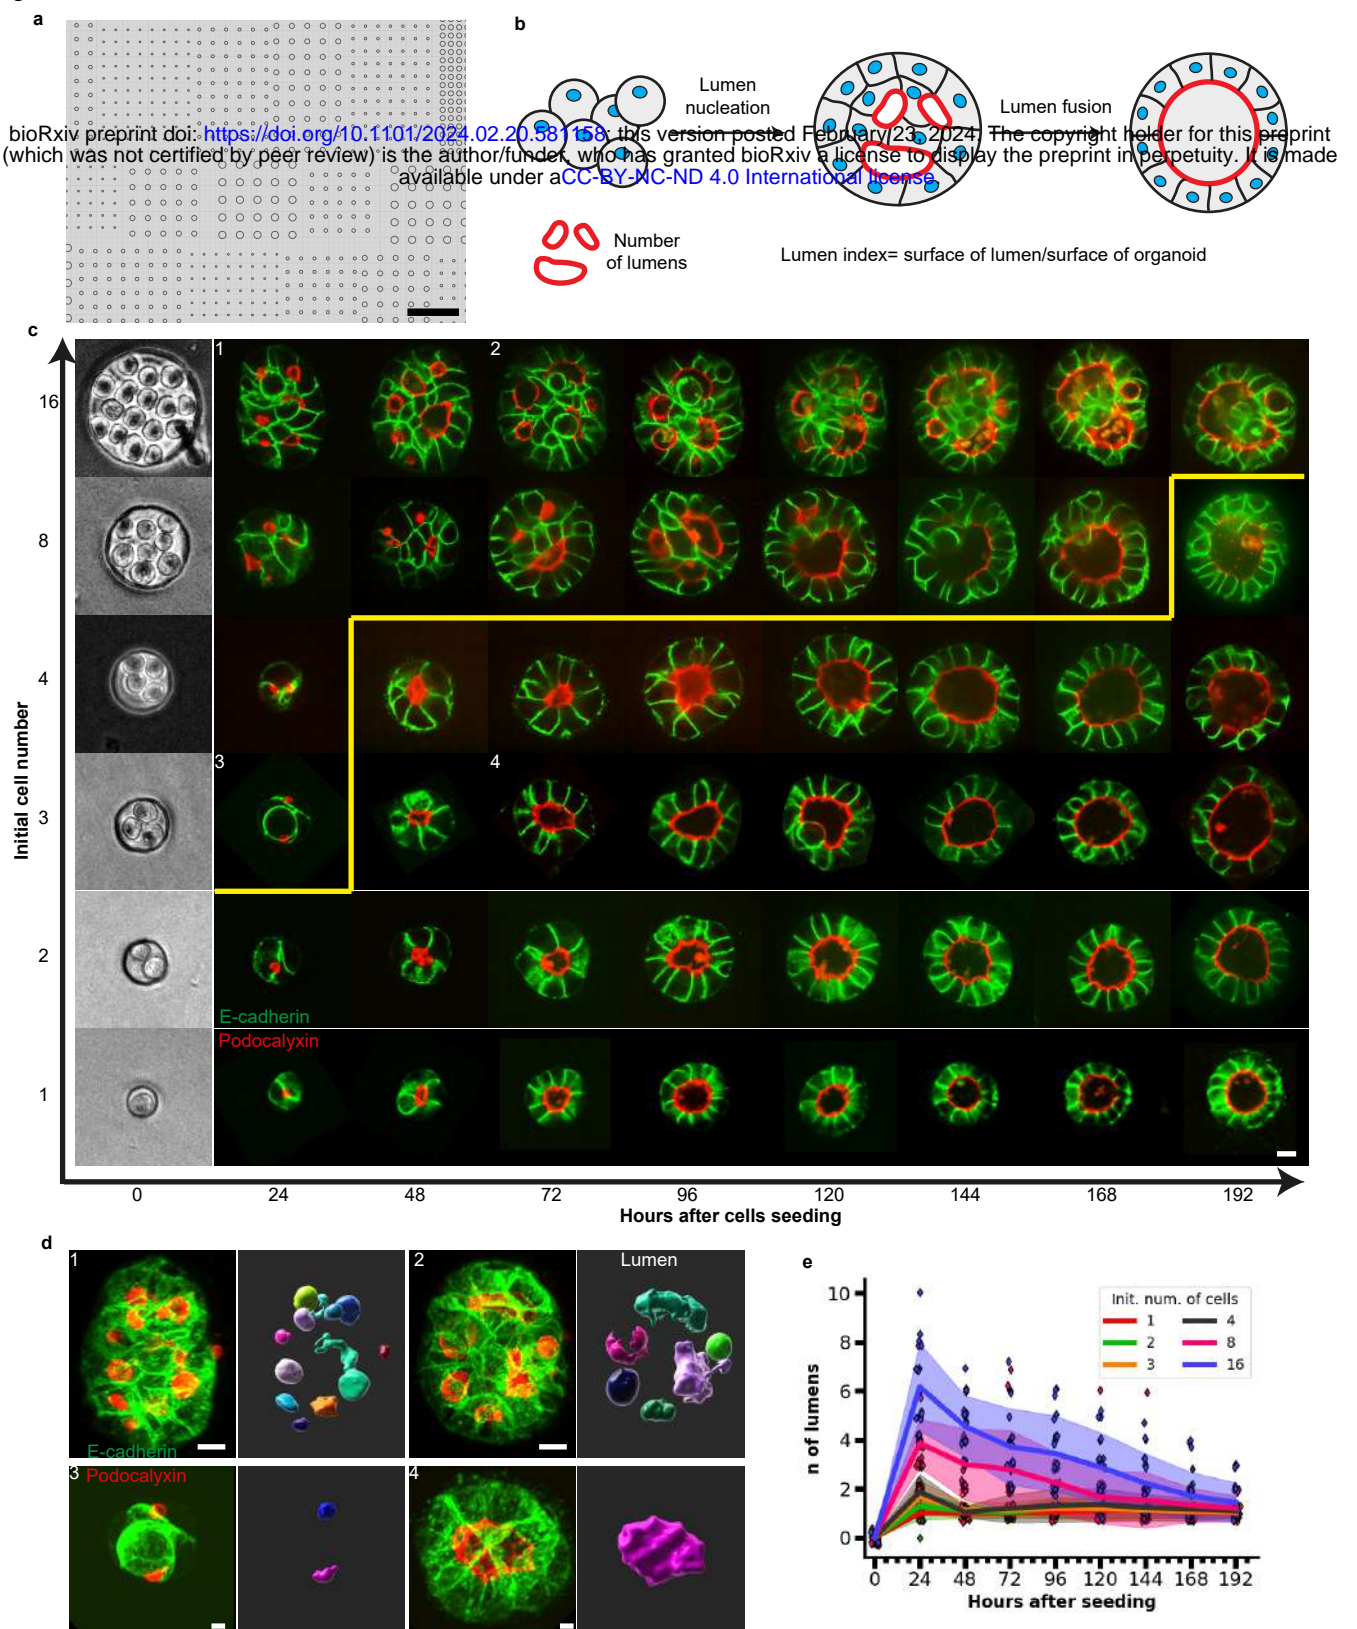 a
b
Lumen
nucleation
Lumen fusion
bioRxiv preprint doi: https://doi.org/10.1101/2024.02.20.581158; this version posted February 23, 2024. The copyright holder for this preprint
(which was not certified by peer review) is the author/funder, who has granted bioRxiv a license to display the preprint in perpetuity. It is made
available under aCC-BY-NC-ND 4.0 International license.
Number
of lumens
Lumen index= surface of lumen/surface of organoid
c
1
2
16
8
4
3
4
3
2
E-cadherin
Podocalyxin
1
Initial cell number
0 24 48 72 96 120 144 168 192
Hours after cells seeding
d
1
2
Lumen
E-cadherin
3
Podocalyxin
4
e
Init. num. of cells
1 4
2 8
3 16
10
8
6
4
2
0
n of lumens
0 24 48 72 96 120 144 168 192
Hours after seeding